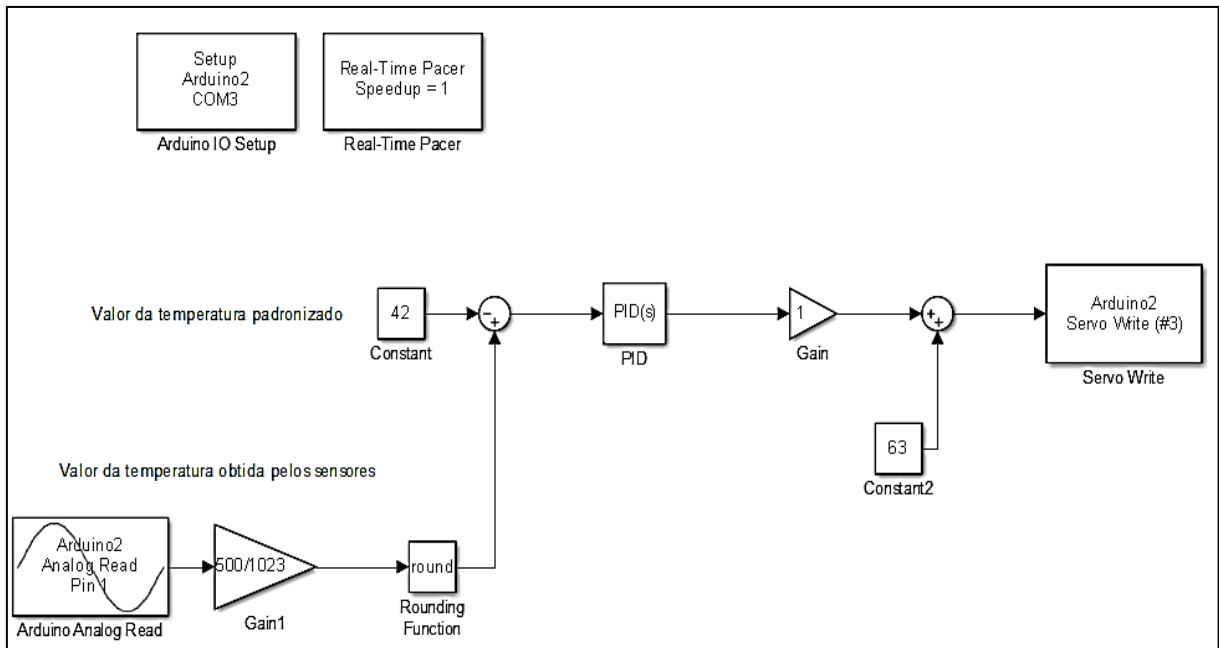 Setup
Arduino2
COM3
Arduino IO Setup
Real-Time Pacer
Speedup = 1
Real-Time Pacer
Valor da temperatura padronizado
42
Constant
−
+
PID(s)
PID
1
Gain
+
+
Arduino2
Servo Write (#3)
Servo Write
63
Constant2
Valor da temperatura obtida pelos sensores
Arduino2
Analog Read
Pin 1
Arduino Analog Read
500/1023
Gain1
round
Rounding
Function